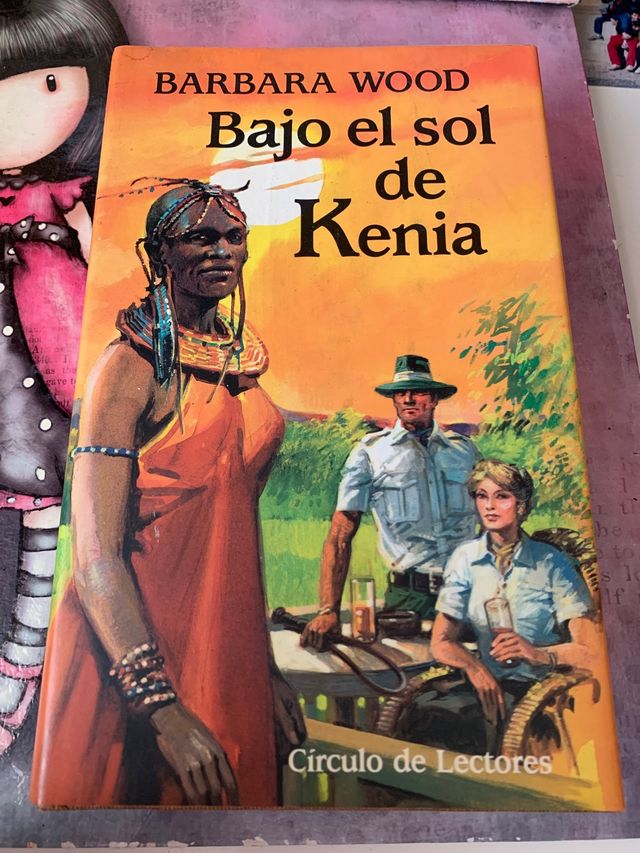 BARBARA WOOD
Bajo el sol
de
Kenia
Círculo de Lectores